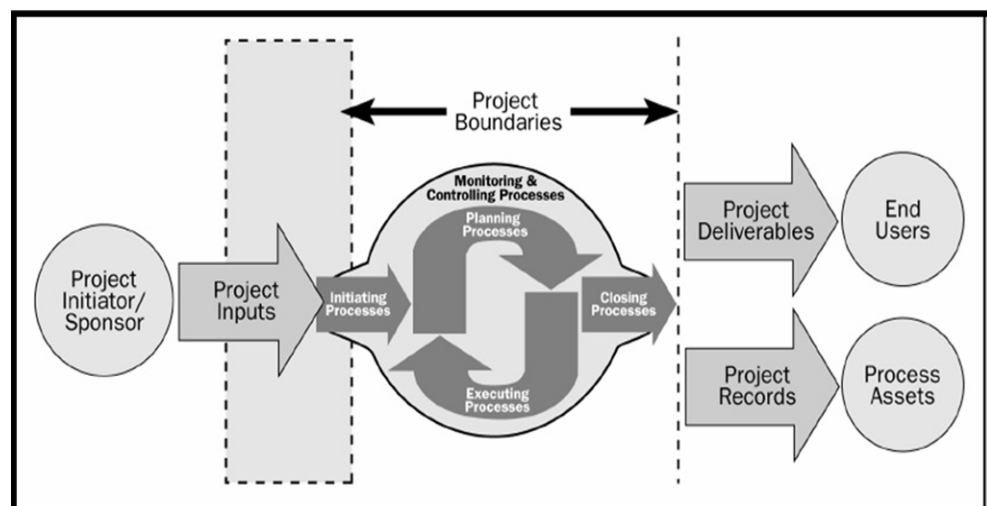 Project
Boundaries
Monitoring &
Controlling Processes
Planning
Processes
Project
Initiator/
Sponsor
Project
Inputs
Initiating
Processes
Closing
Processes
Executing
Processes
Project
Deliverables
End
Users
Project
Records
Process
Assets